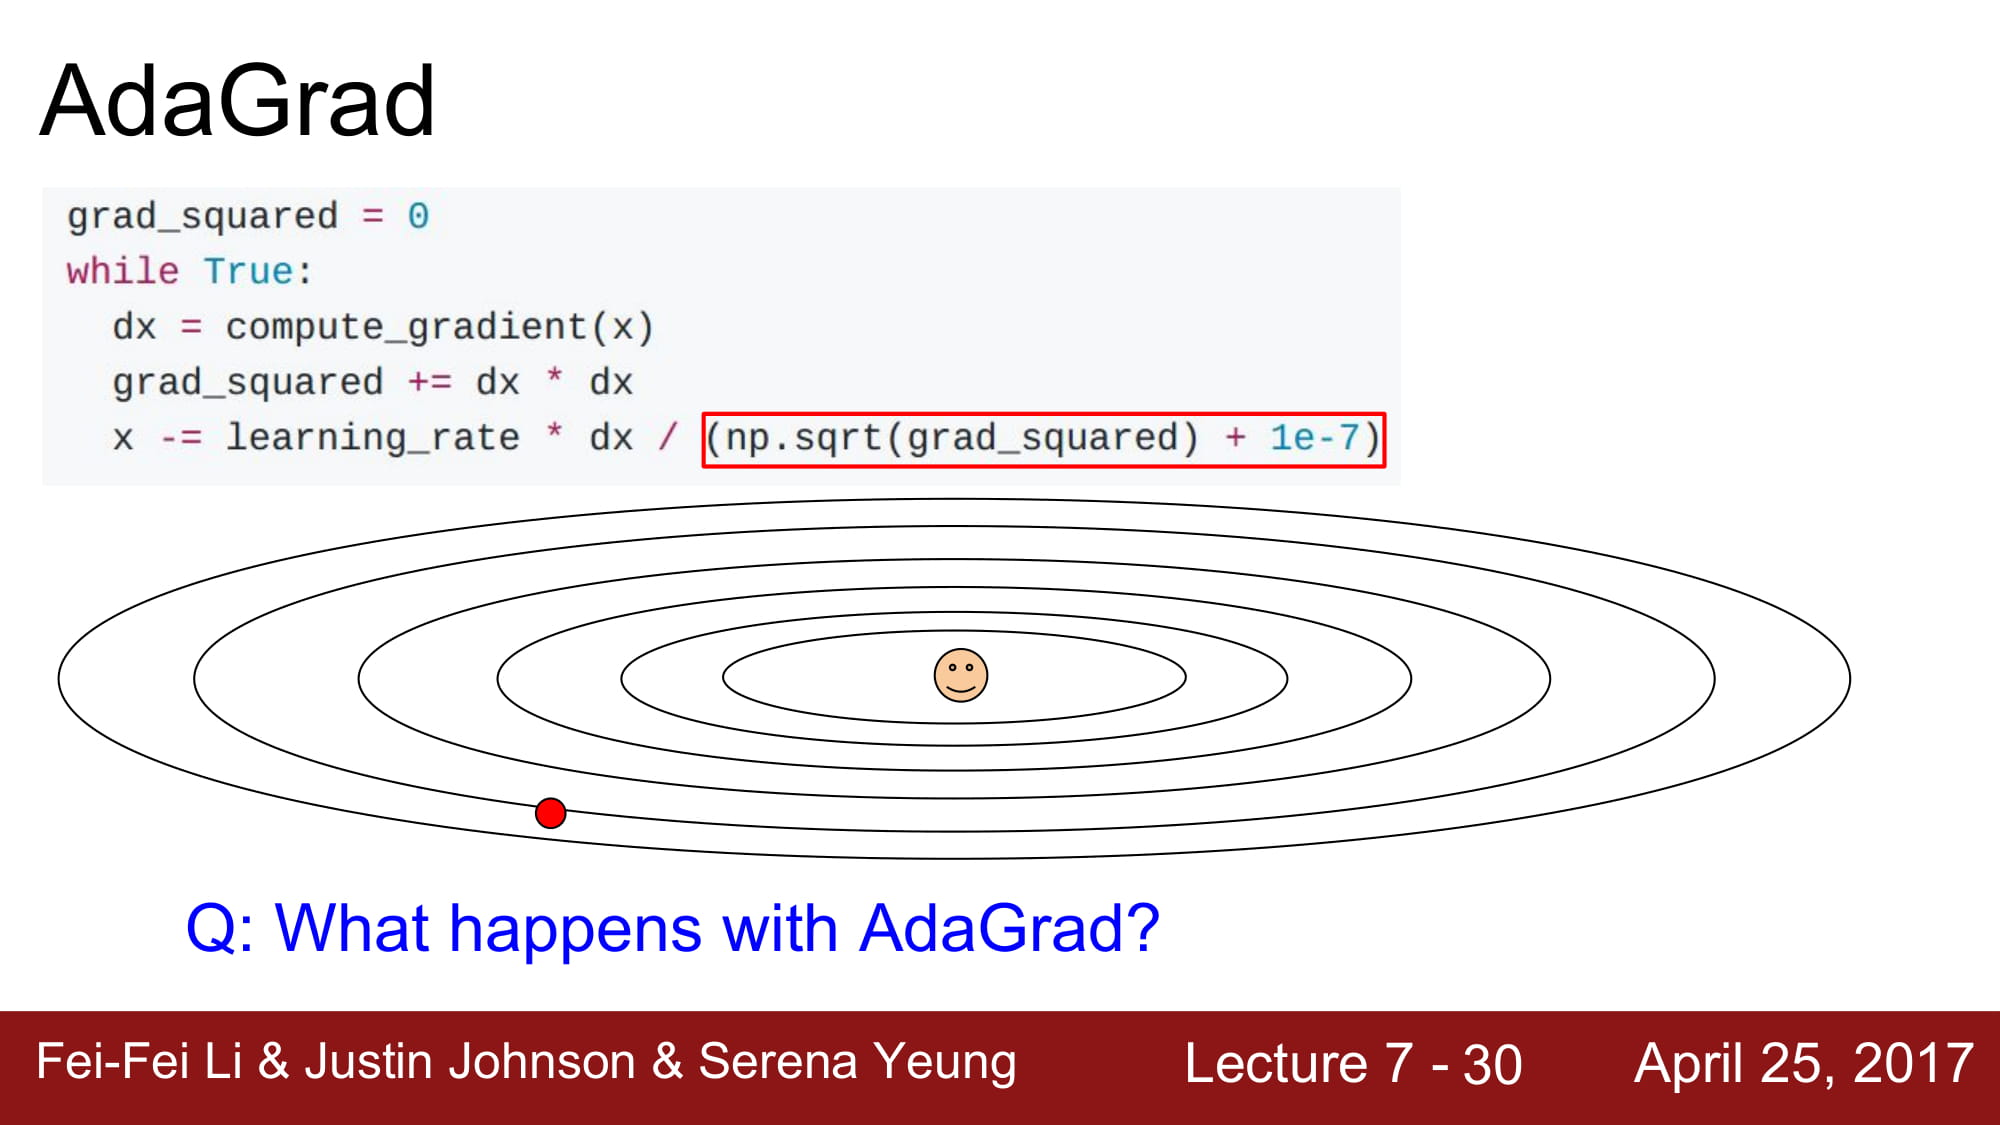 AdaGrad
grad_squared = 0
while True:
  dx = compute_gradient(x)
  grad_squared += dx * dx
  x -= learning_rate * dx / (np.sqrt(grad_squared) + 1e-7)
Q: What happens with AdaGrad?
Fei-Fei Li & Justin Johnson & Serena Yeung
Lecture 7 - 30
April 25, 2017